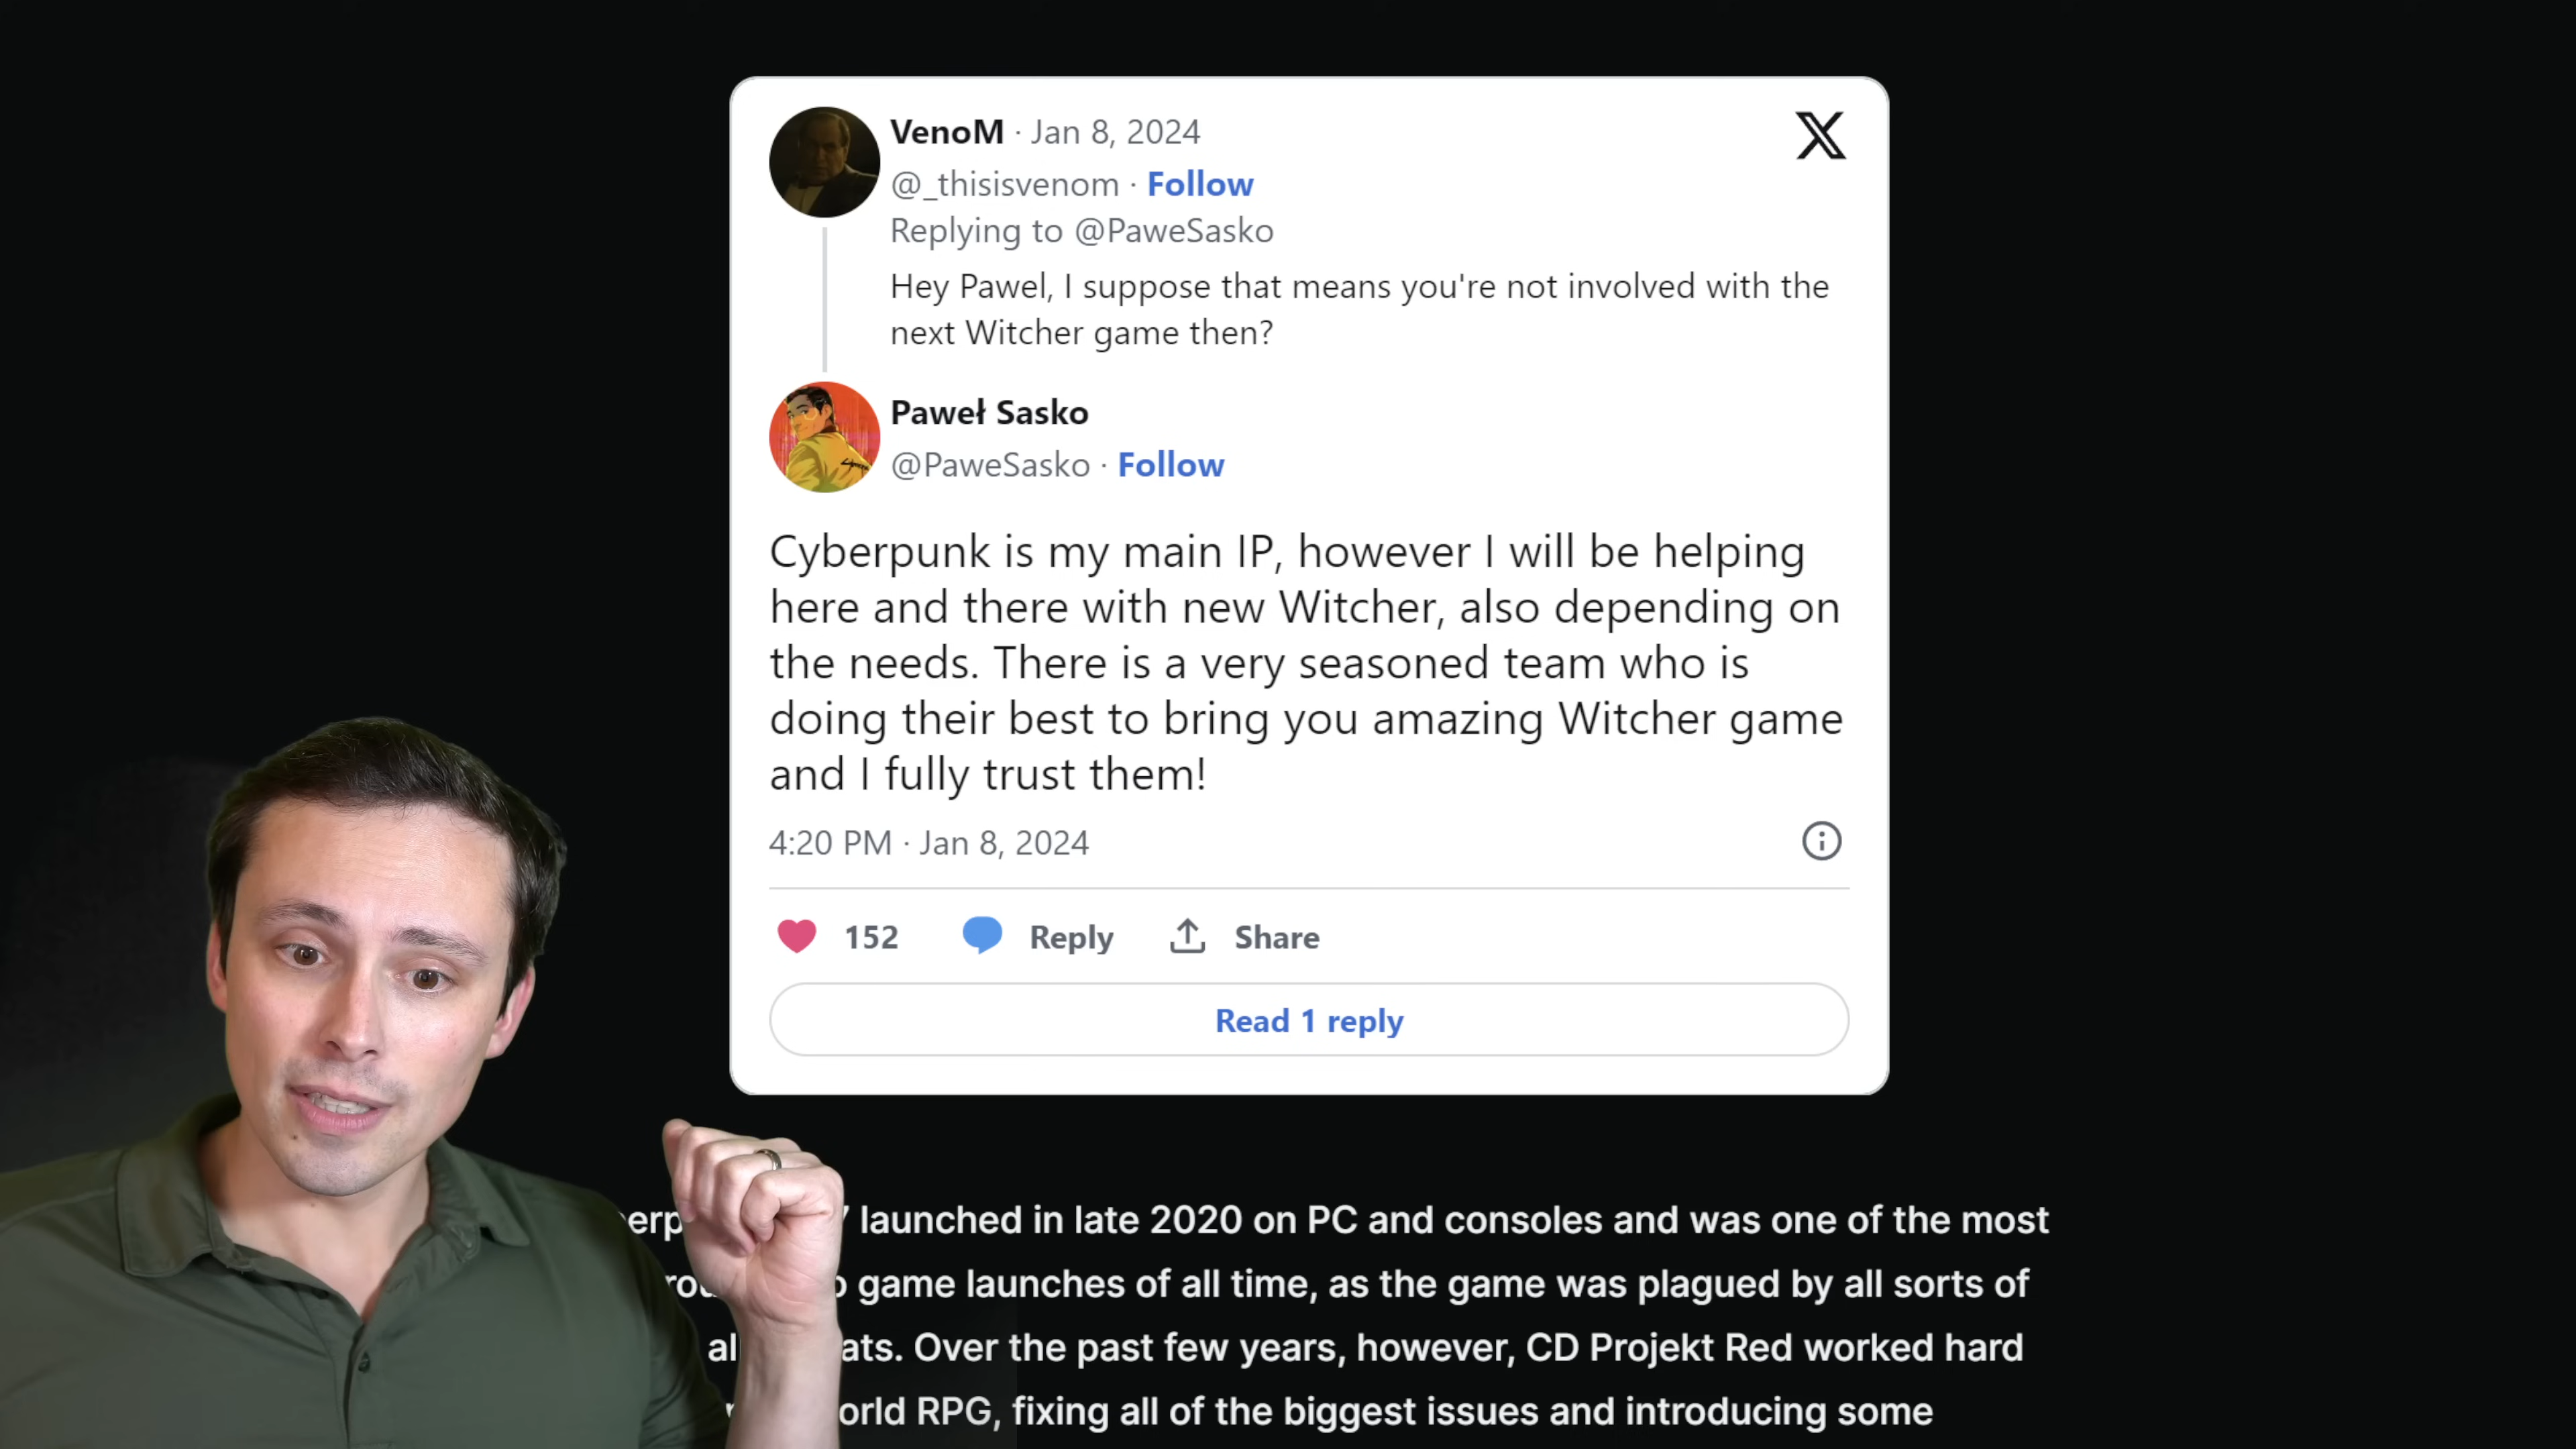 VenoM · Jan 8, 2024
@_thisisvenom · Follow
Replying to @PaweSasko
Hey Pawel, I suppose that means you're not involved with the
next Witcher game then?
Paweł Sasko
@PaweSasko · Follow
Cyberpunk is my main IP, however I will be helping
here and there with new Witcher, also depending on
the needs. There is a very seasoned team who is
doing their best to bring you amazing Witcher game
and I fully trust them!
4:20 PM · Jan 8, 2024
152 Reply Share
Read 1 reply
launched in late 2020 on PC and consoles and was one of the most
game launches of all time, as the game was plagued by all sorts of
Over the past few years, however, CD Projekt Red worked hard
RPG, fixing all of the biggest issues and introducing some